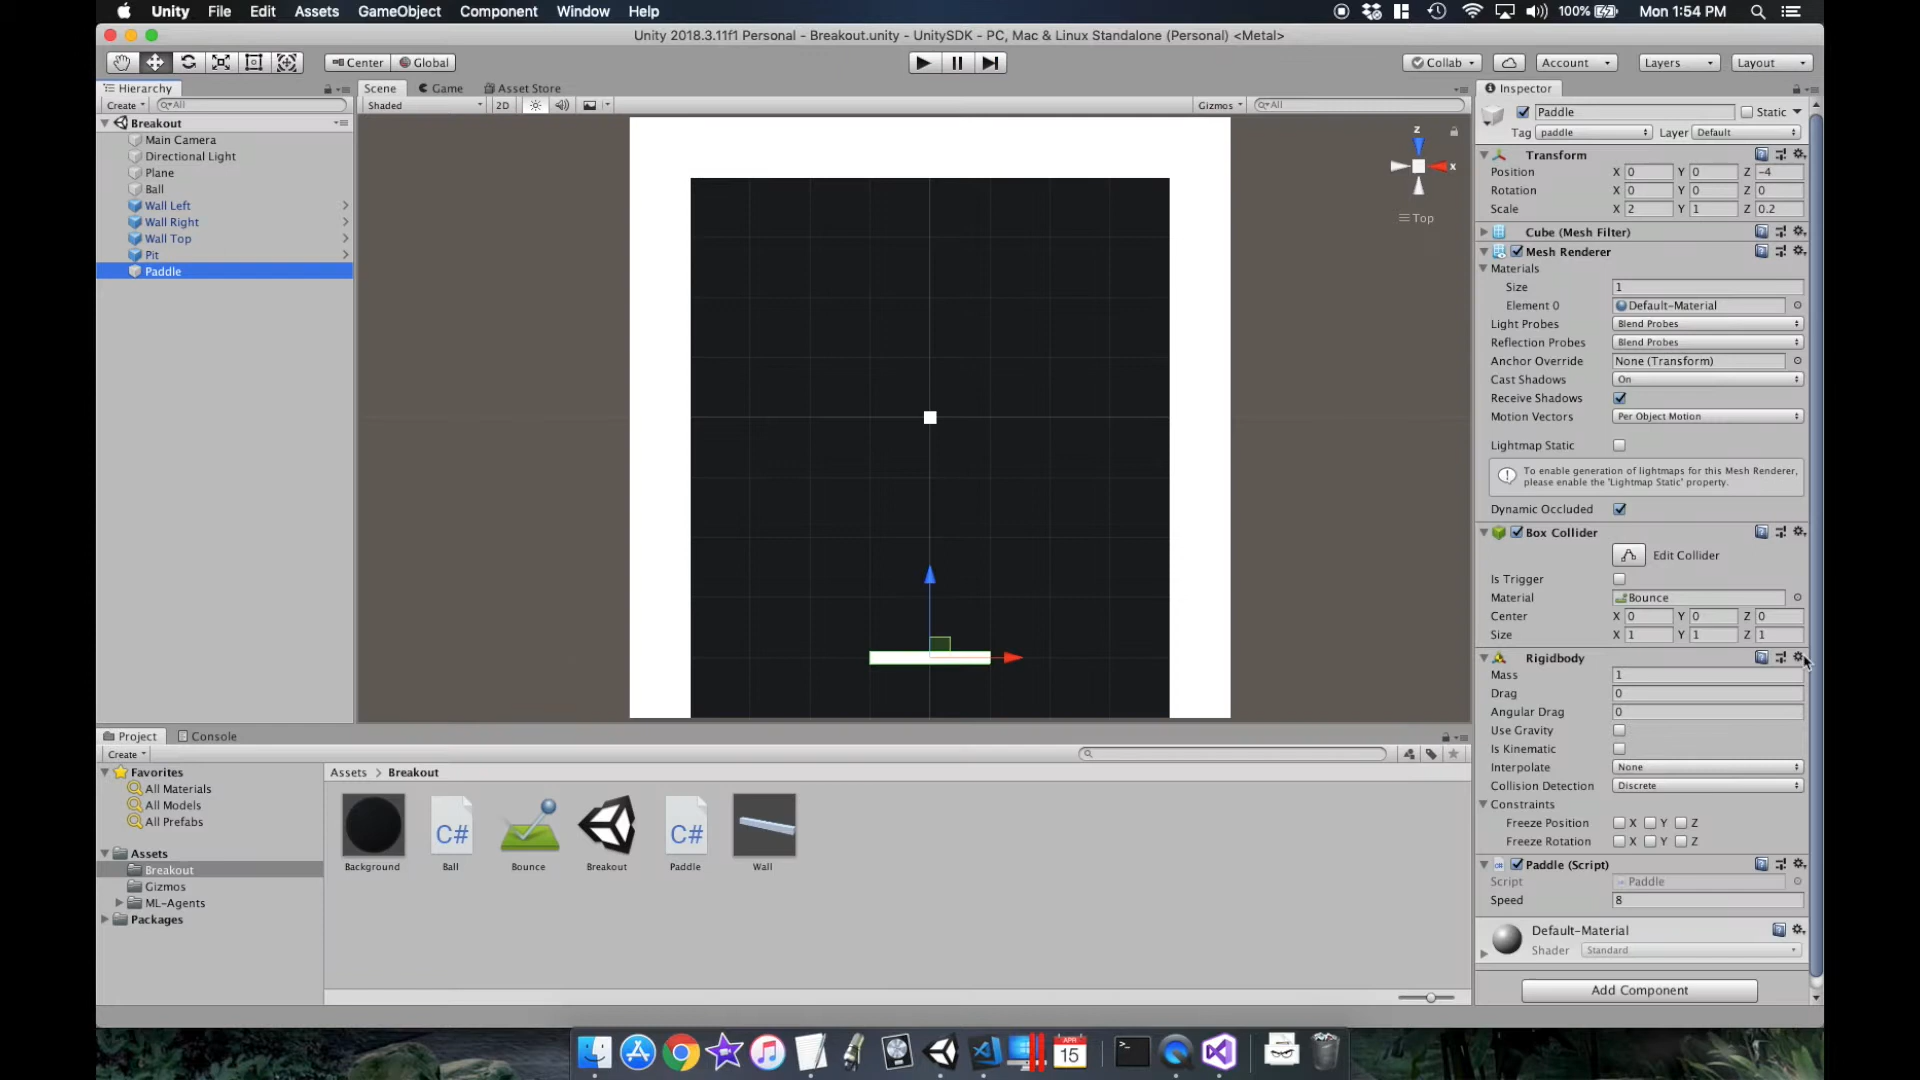 Unity File Edit Assets GameObject Component Window Help 100% Mon 1:54 PM
Unity 2018.3.11f1 Personal - Breakout.unity - UnitySDK - PC, Mac & Linux Standalone (Personal) <Metal>
Center Global Collab Account Layers Layout
Hierarchy
Create All
Breakout
Main Camera
Directional Light
Plane
Ball
Wall Left
Wall Right
Wall Top
Pit
Paddle
Scene Game Asset Store
Shaded 2D Gizmos All
z
x
Top
Inspector
Paddle Static
Tag paddle Layer Default
Transform
Position X 0 Y 0 Z -4
Rotation X 0 Y 0 Z 0
Scale X 2 Y 1 Z 0.2
Cube (Mesh Filter)
Mesh Renderer
Materials
Size 1
Element 0 Default-Material
Light Probes Blend Probes
Reflection Probes Blend Probes
Anchor Override None (Transform)
Cast Shadows On
Receive Shadows
Motion Vectors Per Object Motion
Lightmap Static
To enable generation of lightmaps for this Mesh Renderer,
please enable the 'Lightmap Static' property.
Dynamic Occluded
Box Collider
Edit Collider
Is Trigger
Material Bounce
Center X 0 Y 0 Z 0
Size X 1 Y 1 Z 1
Rigidbody
Mass 1
Drag 0
Angular Drag 0
Use Gravity
Is Kinematic
Interpolate None
Collision Detection Discrete
Constraints
Freeze Position X Y Z
Freeze Rotation X Y Z
Paddle (Script)
Script Paddle
Speed 8
Default-Material
Shader Standard
Add Component
Project Console
Create
Favorites
All Materials
All Models
All Prefabs
Assets
Breakout
Gizmos
ML-Agents
Packages
Assets > Breakout
C# C#
Background Ball Bounce Breakout Paddle Wall
APR
15